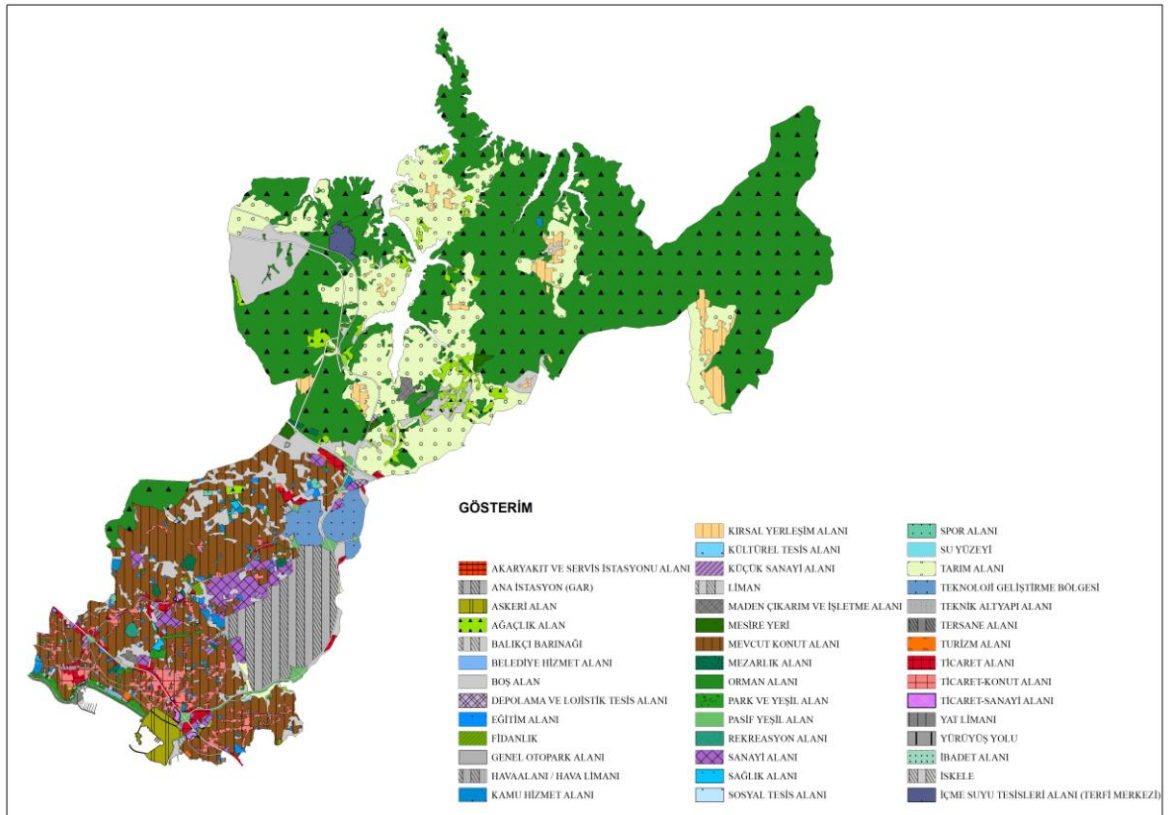 GÖSTERİM
AKARYAKIT VE SERVİS İSTASYONU ALANI
ANA İSTASYON (GAR)
ASKERİ ALAN
AĞAÇLIK ALAN
BALIKÇI BARINAĞI
BELEDİYE HİZMET ALANI
BOŞ ALAN
DEPOLAMA VE LOJİSTİK TESİS ALANI
EĞİTİM ALANI
FİDANLIK
GENEL OTOPARK ALANI
HAVAALANI / HAVA LİMANI
KAMU HİZMET ALANI
KIRSAL YERLEŞİM ALANI
KÜLTÜREL TESİS ALANI
KÜÇÜK SANAYİ ALANI
LİMAN
MADEN ÇIKARIM VE İŞLETME ALANI
MESİRE YERİ
MEVCUT KONUT ALANI
MEZARLIK ALANI
ORMAN ALANI
PARK VE YEŞİL ALAN
PASİF YEŞİL ALAN
REKREASYON ALANI
SANAYİ ALANI
SAĞLIK ALANI
SOSYAL TESİS ALANI
SPOR ALANI
SU YÜZEYİ
TARIM ALANI
TEKNOLOJİ GELİŞTİRME BÖLGESİ
TEKNİK ALTYAPI ALANI
TERSANE ALANI
TURİZM ALANI
TİCARET ALANI
TİCARET-KONUT ALANI
TİCARET-SANAYİ ALANI
YAT LİMANI
YÜRÜYÜŞ YOLU
İBADET ALANI
İSKELE
İÇME SUYU TESİSLERİ ALANI (TERFİ MERKEZİ)